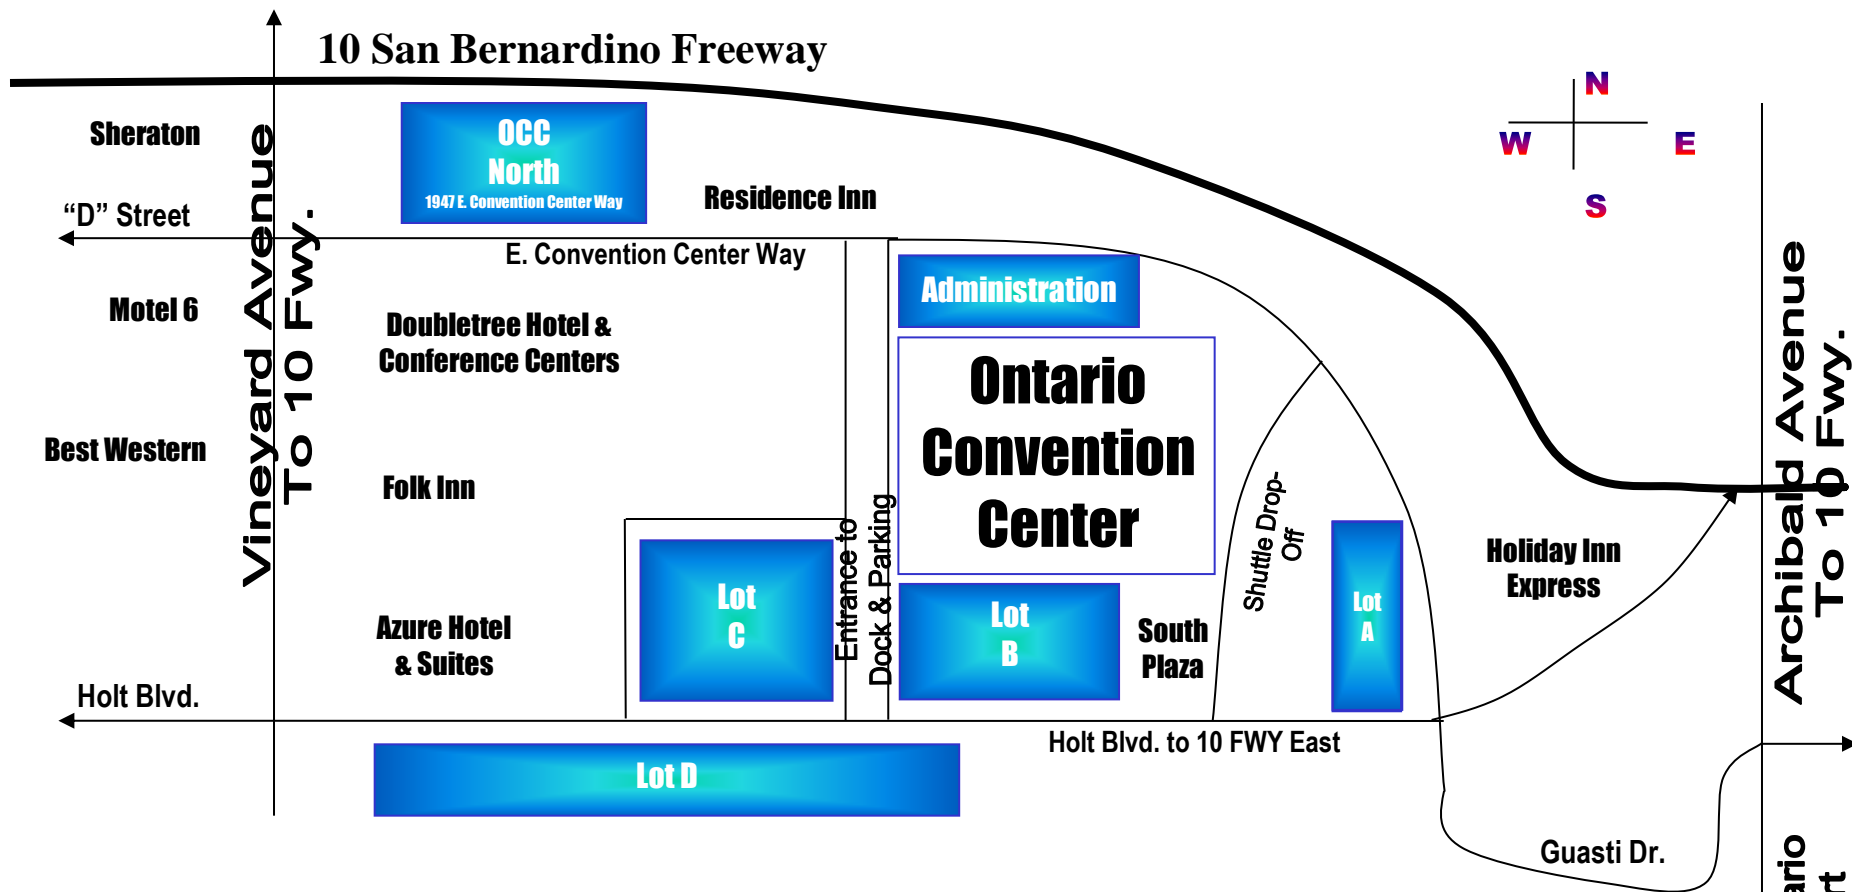 10 San Bernardino Freeway
N
W
E
S
Sheraton
OCC
North
1947 E. Convention Center Way
Residence Inn
“D” Street
E. Convention Center Way
Vineyard Avenue
To 10 Fwy.
Administration
Motel 6
Doubletree Hotel &
Conference Centers
Ontario
Convention
Center
Best Western
Folk Inn
Entrance to
Dock & Parking
Shuttle Drop-
Off
Holiday Inn
Express
Archibald Avenue
To 10 Fwy.
Lot
C
Lot
B
South
Plaza
Lot
A
Azure Hotel
& Suites
Holt Blvd.
Holt Blvd. to 10 FWY East
Lot D
Guasti Dr.